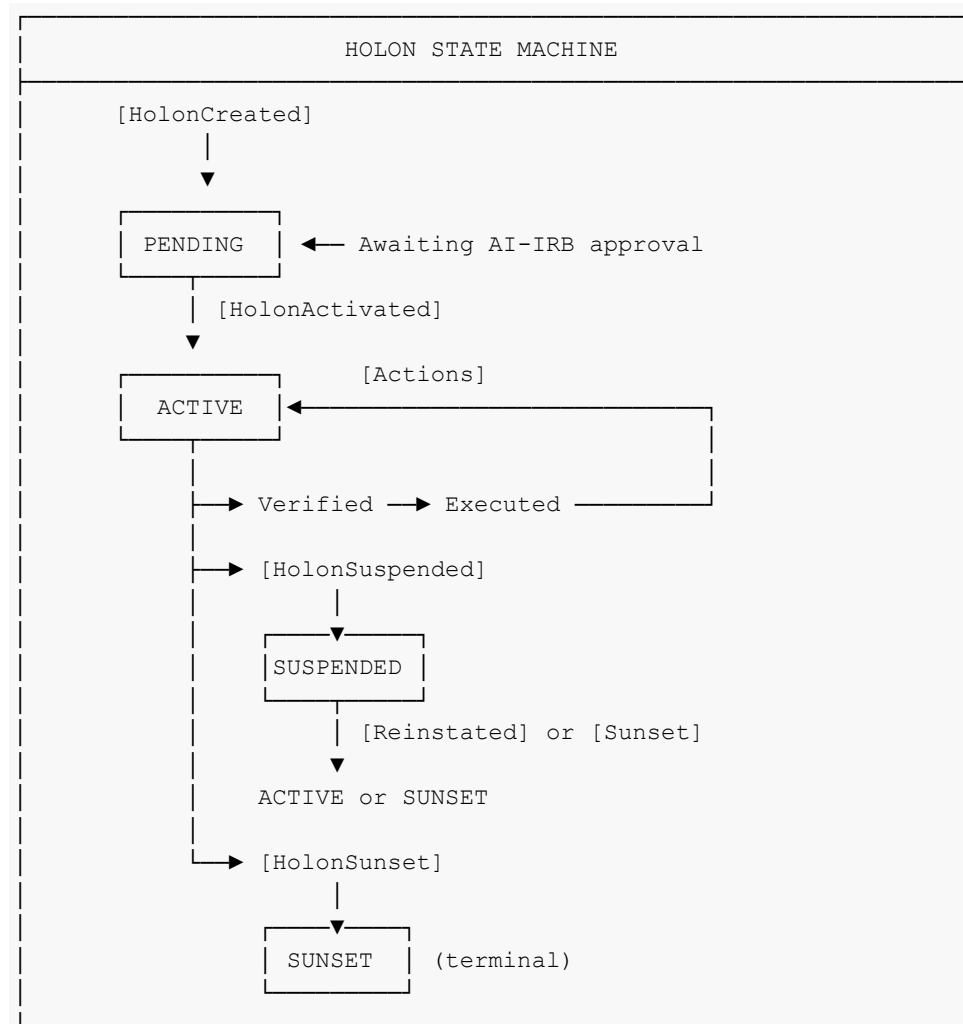 HOLON STATE MACHINE
[HolonCreated]
PENDING
Awaiting AI-IRB approval
[HolonActivated]
[Actions]
ACTIVE
Verified
Executed
[HolonSuspended]
SUSPENDED
[Reinstated] or [Sunset]
ACTIVE or SUNSET
[HolonSunset]
SUNSET
(terminal)